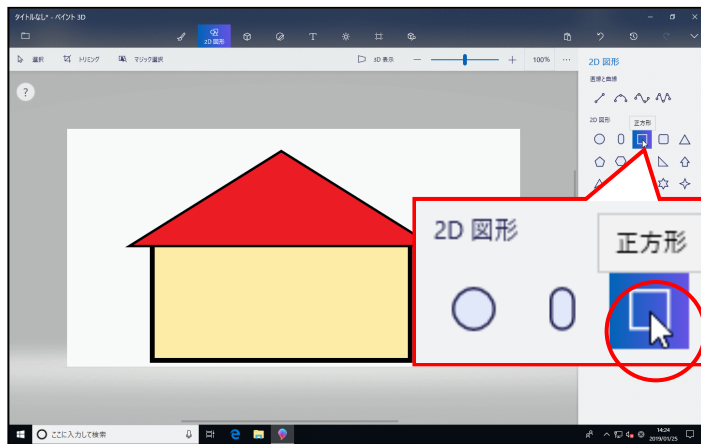 タイトルなし* - ペイント 3D
2D 図形
T
選択
トリミング
マジック選択
3D 表示
100%
2D 図形
直線と曲線
2D 図形
正方形
?
2D 図形
正方形
ここに入力して検索
14:24
2019/01/25